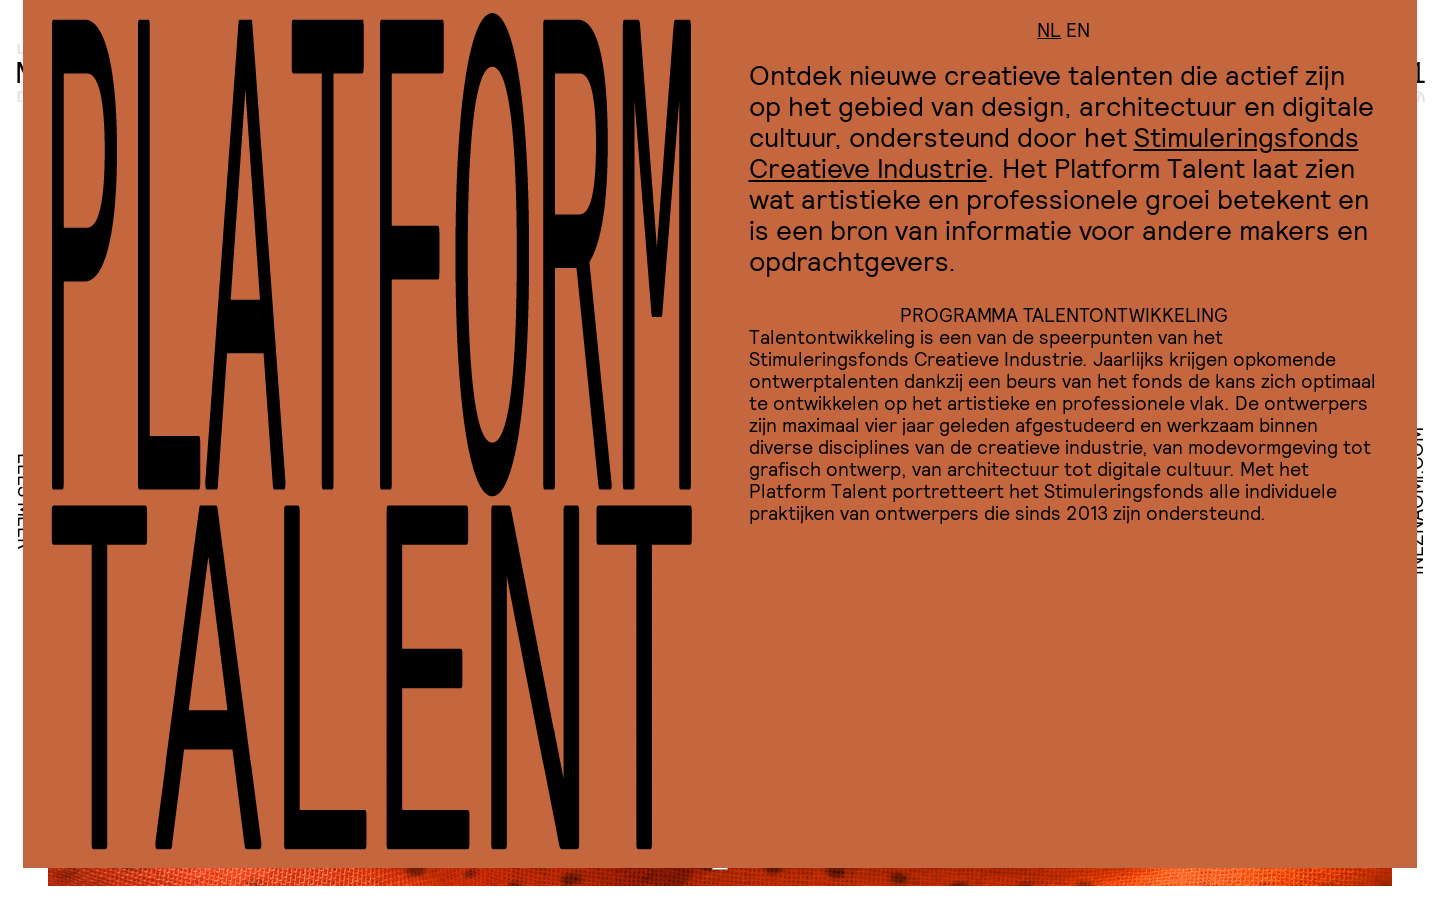 PLATFORM
TALENT
NL EN
Ontdek nieuwe creatieve talenten die actief zijn
op het gebied van design, architectuur en digitale
cultuur, ondersteund door het Stimuleringsfonds
Creatieve Industrie. Het Platform Talent laat zien
wat artistieke en professionele groei betekent en
is een bron van informatie voor andere makers en
opdrachtgevers.
PROGRAMMA TALENTONTWIKKELING
Talentontwikkeling is een van de speerpunten van het
Stimuleringsfonds Creatieve Industrie. Jaarlijks krijgen opkomende
ontwerptalenten dankzij een beurs van het fonds de kans zich optimaal
te ontwikkelen op het artistieke en professionele vlak. De ontwerpers
zijn maximaal vier jaar geleden afgestudeerd en werkzaam binnen
diverse disciplines van de creatieve industrie, van modevormgeving tot
grafisch ontwerp, van architectuur tot digitale cultuur. Met het
Platform Talent portretteert het Stimuleringsfonds alle individuele
praktijken van ontwerpers die sinds 2013 zijn ondersteund.